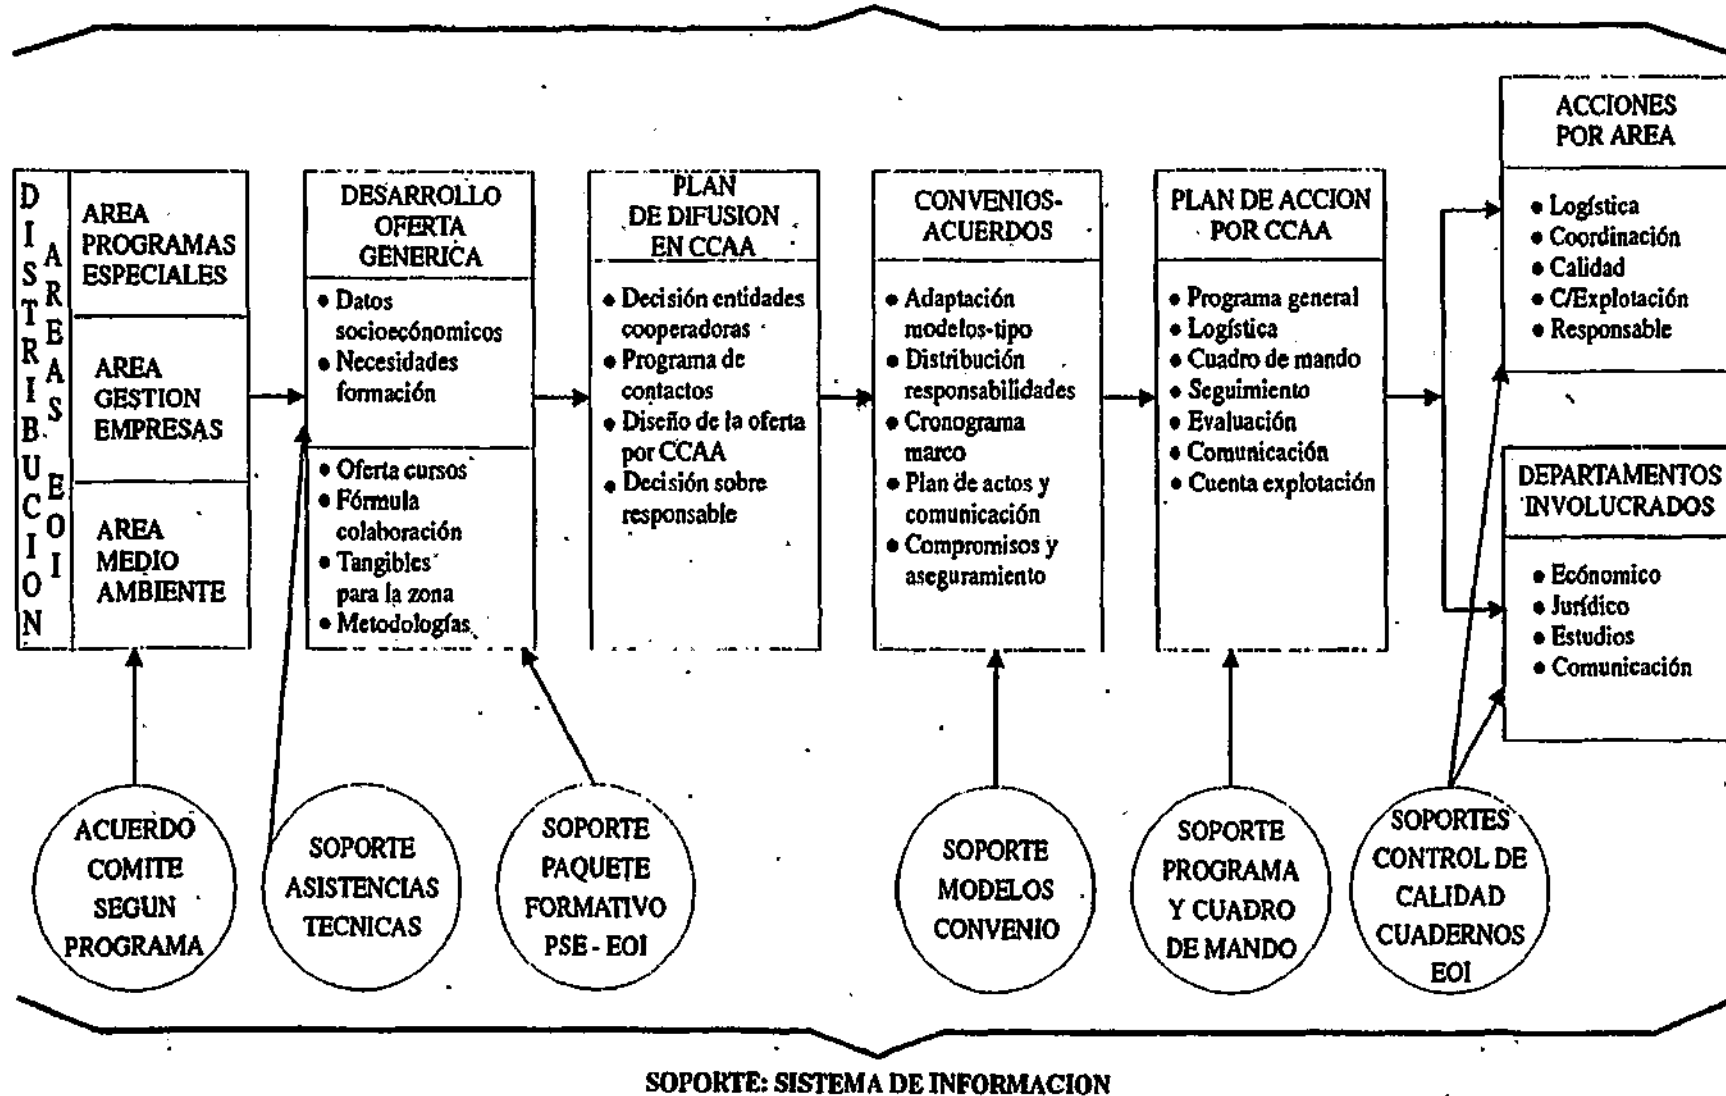 DISTRIBUCION
AREAS EOI
AREA
PROGRAMAS
ESPECIALES
AREA
GESTION
EMPRESAS
AREA
MEDIO
AMBIENTE
DESARROLLO
OFERTA
GENERICA
● Datos
socioecónomicos
● Necesidades
formación
● Oferta cursos
● Fórmula
colaboración
● Tangibles
para la zona
● Metodologías
PLAN
DE DIFUSION
EN CCAA
● Decisión entidades
cooperadoras
● Programa de
contactos
● Diseño de la oferta
por CCAA
● Decisión sobre
responsable
CONVENIOS-
ACUERDOS
● Adaptación
modelos-tipo
● Distribución
responsabilidades
● Cronograma
marco
● Plan de actos y
comunicación
● Compromisos y
aseguramiento
PLAN DE ACCION
POR CCAA
● Programa general
● Logística
● Cuadro de mando
● Seguimiento
● Evaluación
● Comunicación
● Cuenta explotación
ACCIONES
POR AREA
● Logística
● Coordinación
● Calidad
● C/Explotación
● Responsable
DEPARTAMENTOS
INVOLUCRADOS
● Ecónomico
● Jurídico
● Estudios
● Comunicación
ACUERDO
COMITE
SEGUN
PROGRAMA
SOPORTE
ASISTENCIAS
TECNICAS
SOPORTE
PAQUETE
FORMATIVO
PSE - EOI
SOPORTE
MODELOS
CONVENIO
SOPORTE
PROGRAMA
Y CUADRO
DE MANDO
SOPORTES
CONTROL DE
CALIDAD
CUADERNOS
EOI
SOPORTE: SISTEMA DE INFORMACION